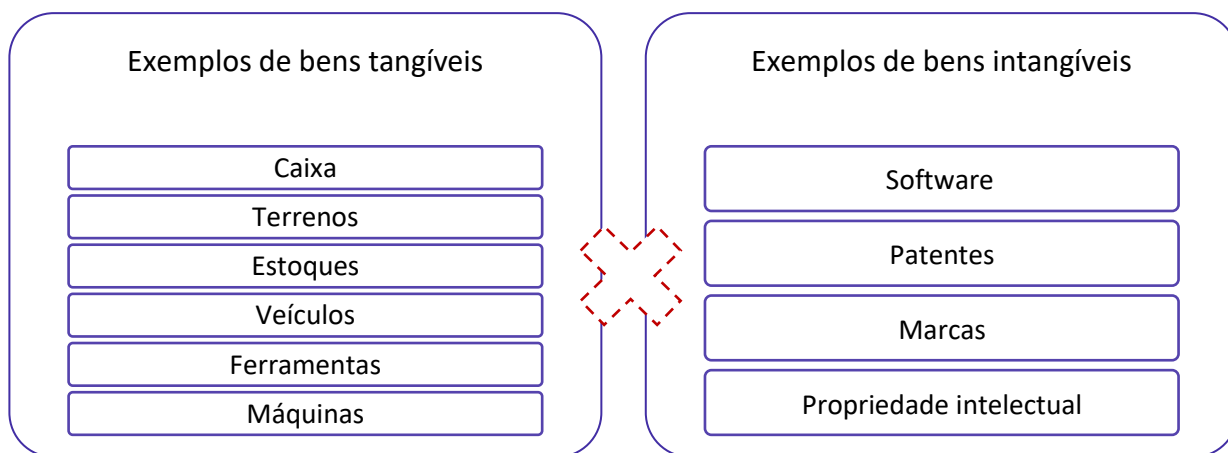 Exemplos de bens tangíveis
Caixa
Terrenos
Estoques
Veículos
Ferramentas
Máquinas
Exemplos de bens intangíveis
Software
Patentes
Marcas
Propriedade intelectual